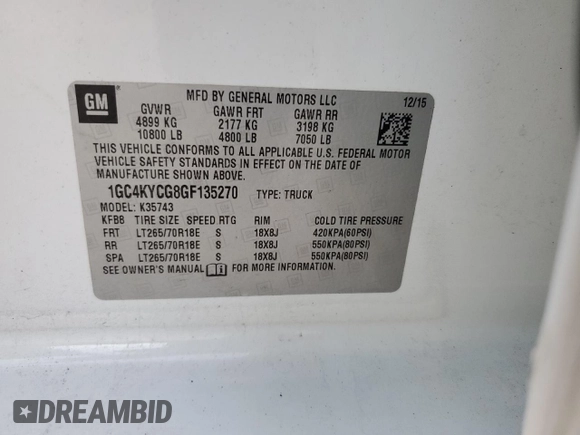 GM
MFD BY GENERAL MOTORS LLC
12/15
GVWR GAWR FRT GAWR RR
4899 KG 2177 KG 3198 KG
10800 LB 4800 LB 7050 LB
THIS VEHICLE CONFORMS TO ALL APPLICABLE U.S. FEDERAL MOTOR
VEHICLE SAFETY STANDARDS IN EFFECT ON THE DATE OF
MANUFACTURE SHOWN ABOVE.
1GC4KYCG8GF135270 TYPE: TRUCK
MODEL: K35743
KFBB TIRE SIZE SPEED RTG RIM COLD TIRE PRESSURE
FRT LT265/70R18E S 18X8J 420KPA(60PSI)
RR LT265/70R18E S 18X8J 550KPA(80PSI)
SPA LT265/70R18E S 18X8J 550KPA(80PSI)
SEE OWNER'S MANUAL FOR MORE INFORMATION
DREAMBID